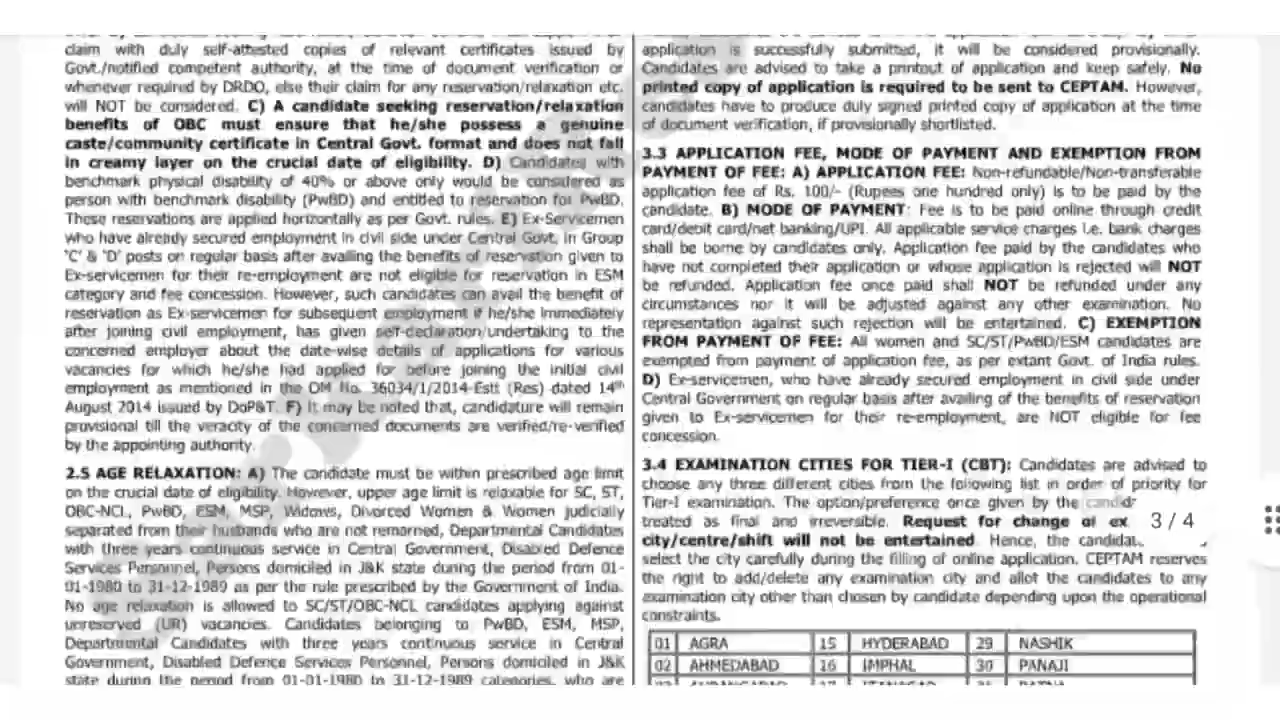 claim with duly self-attested copies of relevant certificates issued by
Govt./notified competent authority, at the time of document verification or
whenever required by DRDO, else their claim for any reservation/relaxation etc.
will NOT be considered. C) A candidate seeking reservation/relaxation
benefits of OBC must ensure that he/she possess a genuine
caste/community certificate in Central Govt. format and does not fall
in creamy layer on the crucial date of eligibility. D) Candidates with
benchmark physical disability of 40% or above only would be considered as
person with benchmark disability (PwBD) and entitled to reservation for PwBD.
These reservations are applied horizontally as per Govt. rules. E) Ex-Servicemen
who have already secured employment in civil side under Central Govt. in Group
'C' & 'D' posts on regular basis after availing the benefits of reservation given to
Ex-servicemen for their re-employment are not eligible for reservation in ESM
category and fee concession. However, such candidates can avail the benefit of
reservation as Ex-servicemen for subsequent employment if he/she immediately
after joining civil employment, has given self-declaration/undertaking to the
concerned employer about the date-wise details of applications for various
vacancies for which he/she had applied for before joining the initial civil
employment as mentioned in the OM No. 36034/1/2014-Estt (Res) dated 14th
August 2014 issued by DoP&T. F) It may be noted that, candidature will remain
provisional till the veracity of the concerned documents are verified/re-verified
by the appointing authority.
2.5 AGE RELAXATION: A) The candidate must be within prescribed age limit
on the crucial date of eligibility. However, upper age limit is relaxable for SC, ST,
OBC-NCL, PwBD, ESM, MSP, Widows, Divorced Women & Women judicially
separated from their husbands who are not remarried, Departmental Candidates
with three years continuous service in Central Government, Disabled Defence
Services Personnel, Persons domiciled in J&K state during the period from 01-
01-1980 to 31-12-1989 as per the rule prescribed by the Government of India.
No age relaxation is allowed to SC/ST/OBC-NCL candidates applying against
unreserved (UR) vacancies. Candidates belonging to PwBD, ESM, MSP,
Departmental Candidates with three years continuous service in Central
Government, Disabled Defence Services Personnel, Persons domiciled in J&K
state during the period from 01-01-1980 to 31-12-1989 categories, who are
application is successfully submitted, it will be considered provisionally.
Candidates are advised to take a printout of application and keep safely. No
printed copy of application is required to be sent to CEPTAM. However,
candidates have to produce duly signed printed copy of application at the time
of document verification, if provisionally shortlisted.
3.3 APPLICATION FEE, MODE OF PAYMENT AND EXEMPTION FROM
PAYMENT OF FEE: A) APPLICATION FEE: Non-refundable/Non-transferable
application fee of Rs. 100/- (Rupees one hundred only) is to be paid by the
candidate. B) MODE OF PAYMENT: Fee is to be paid online through credit
card/debit card/net banking/UPI. All applicable service charges i.e. bank charges
shall be borne by candidates only. Application fee paid by the candidates who
have not completed their application or whose application is rejected will NOT
be refunded. Application fee once paid shall NOT be refunded under any
circumstances nor it will be adjusted against any other examination. No
representation against such rejection will be entertained. C) EXEMPTION
FROM PAYMENT OF FEE: All women and SC/ST/PwBD/ESM candidates are
exempted from payment of application fee, as per extant Govt. of India rules.
D) Ex-servicemen, who have already secured employment in civil side under
Central Government on regular basis after availing of the benefits of reservation
given to Ex-servicemen for their re-employment, are NOT eligible for fee
concession.
3.4 EXAMINATION CITIES FOR TIER-I (CBT): Candidates are advised to
choose any three different cities from the following list in order of priority for
Tier-I examination. The option/preference once given by the candid
treated as final and irreversible. Request for change of ex
city/centre/shift will not be entertained. Hence, the candidat
select the city carefully during the filling of online application. CEPTAM reserves
the right to add/delete any examination city and allot the candidates to any
examination city other than chosen by candidate depending upon the operational
constraints.
01 AGRA 15 HYDERABAD 29 NASHIK
02 AHMEDABAD 16 IMPHAL 30 PANAJI
3 / 4